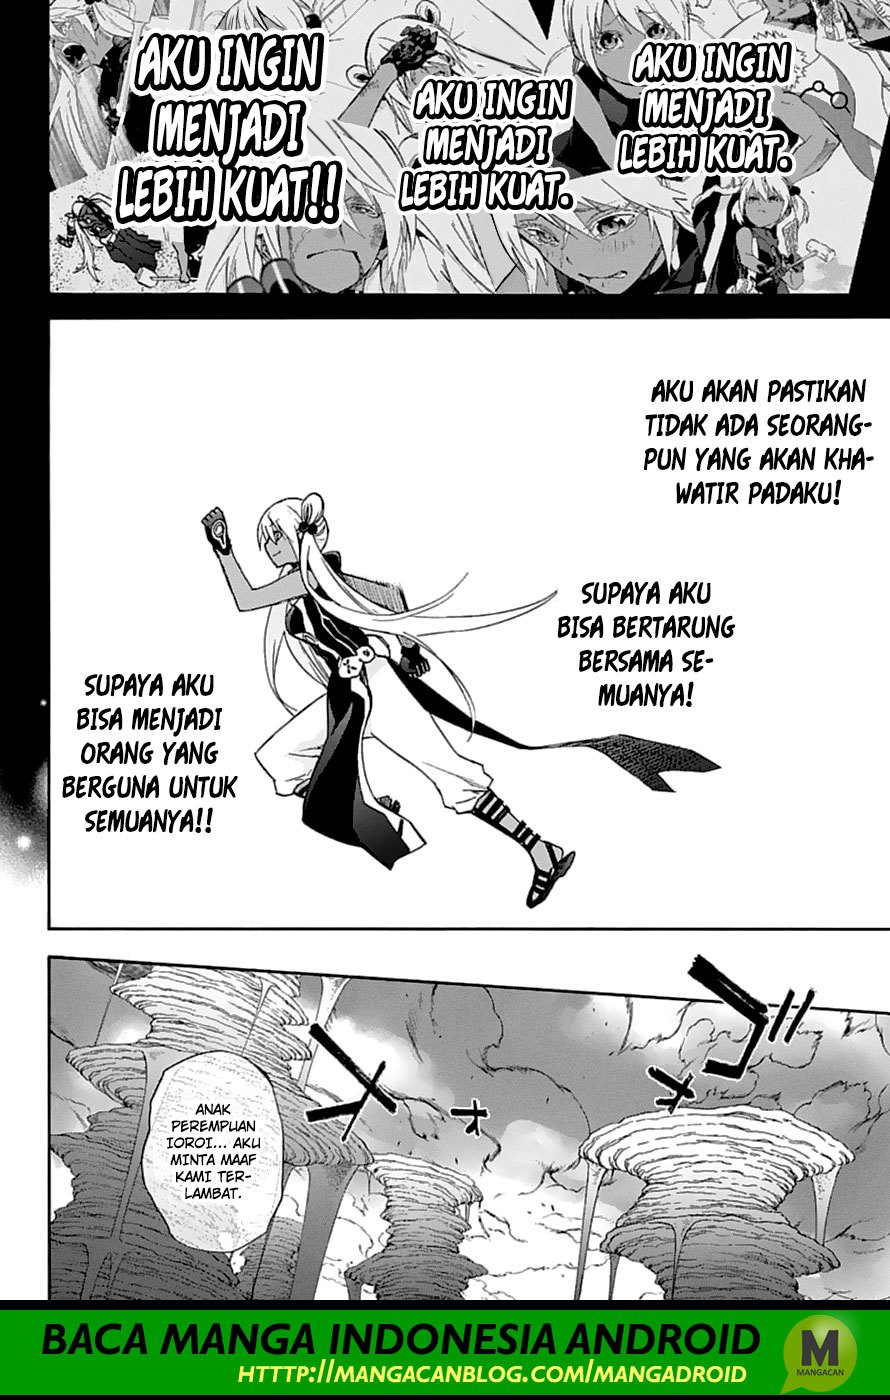 AKU INGIN
MENJADI
LEBIH KUAT.
AKU INGIN
MENJADI
LEBIH KUAT.
AKU INGIN
MENJADI
LEBIH KUAT!!
AKU AKAN PASTIKAN
TIDAK ADA SEORANG-
PUN YANG AKAN KHA-
WATIR PADAKU!
SUPAYA AKU
BISA BERTARUNG
BERSAMA SE-
MUANYA!
SUPAYA AKU
BISA MENJADI
ORANG YANG
BERGUNA UNTUK
SEMUANYA!!
ANAK
PEREMPUAN
IOROI... AKU
MINTA MAAF
KAMI TER-
LAMBAT.
BACA MANGA INDONESIA ANDROID
HTTTP://MANGACANBLOG.COM/MANGADROID
M
MANGACAN